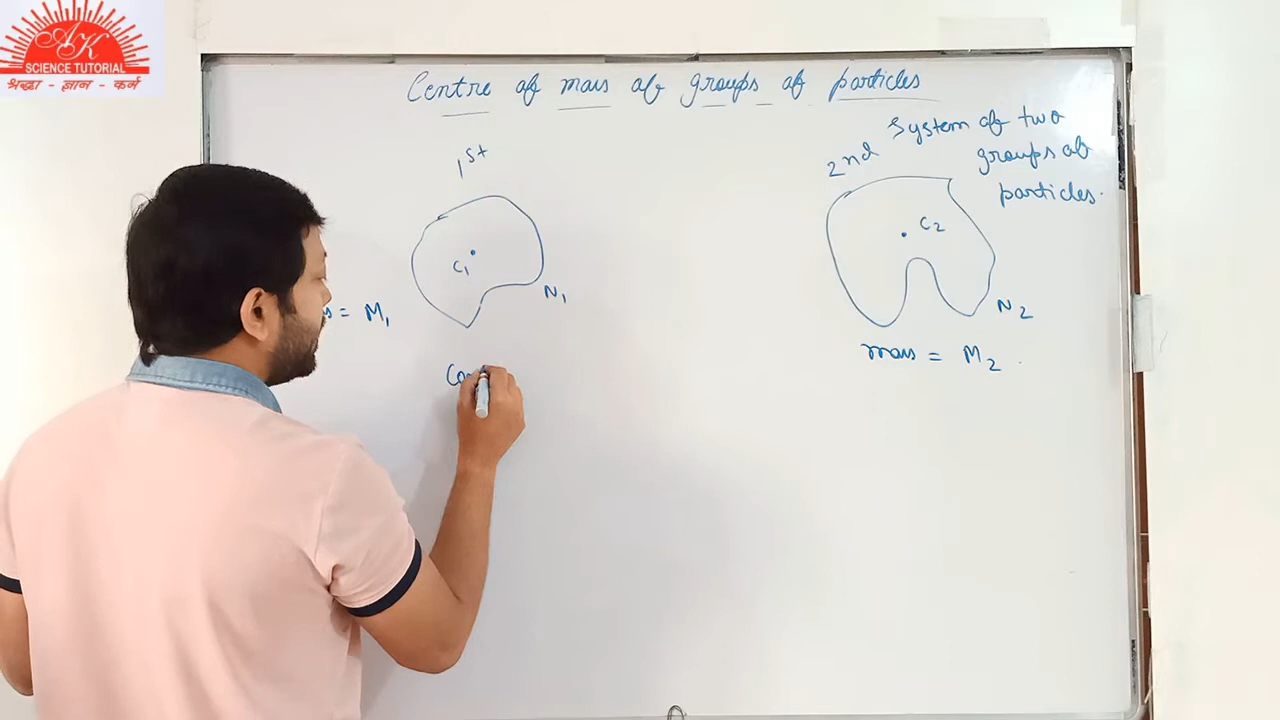 AK
SCIENCE TUTORIAL
श्रद्धा - ज्ञान - कर्म
Centre of mass of groups of particles
System of two
groups of
particles.
1st
2nd
C1
C2
N1
N2
= M1
mass = M2